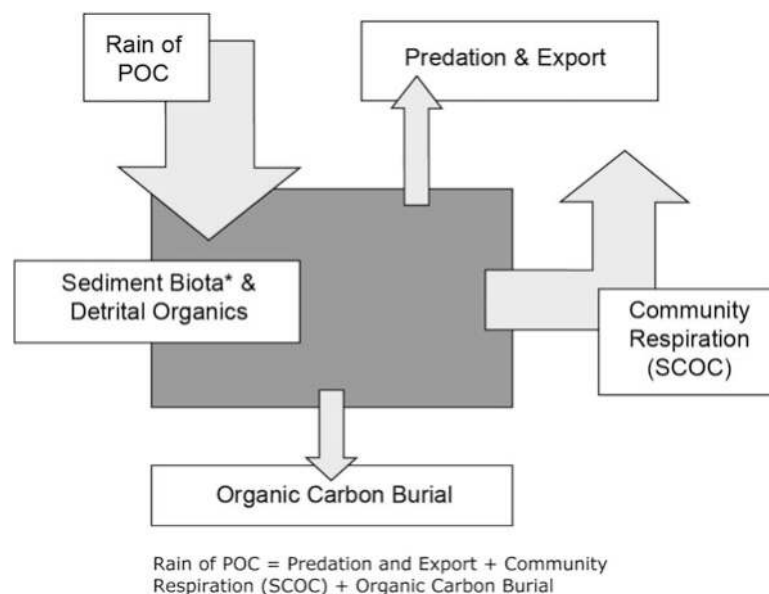 Rain of
POC
Predation & Export
Sediment Biota* &
Detrital Organics
Community
Respiration
(SCOC)
Organic Carbon Burial
Rain of POC = Predation and Export + Community
Respiration (SCOC) + Organic Carbon Burial